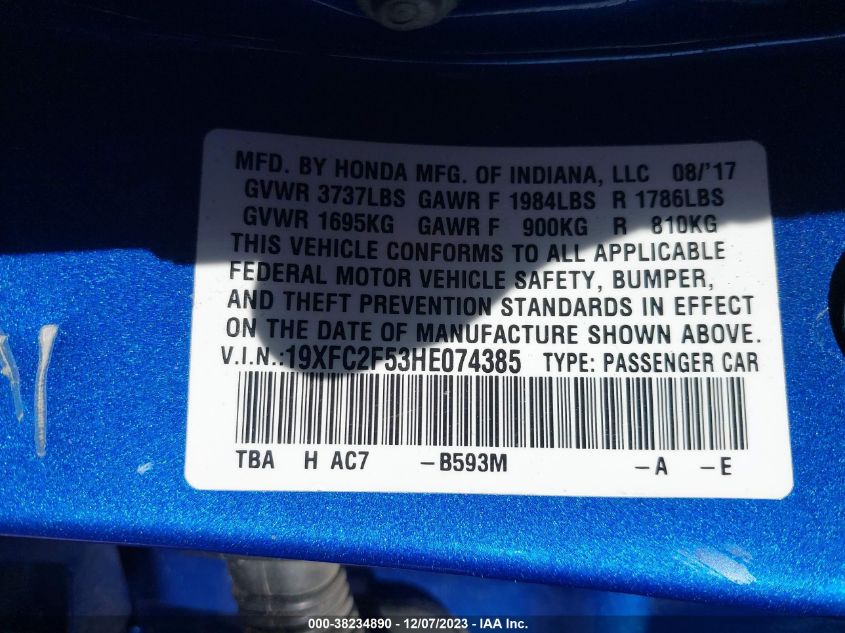 MFD. BY HONDA MFG. OF INDIANA, LLC 08/'17
GVWR 3737LBS GAWR F 1984LBS R 1786LBS
GVWR 1695KG GAWR F 900KG R 810KG
THIS VEHICLE CONFORMS TO ALL APPLICABLE
FEDERAL MOTOR VEHICLE SAFETY, BUMPER,
AND THEFT PREVENTION STANDARDS IN EFFECT
ON THE DATE OF MANUFACTURE SHOWN ABOVE.
V.I.N.:19XFC2F53HE074385 TYPE: PASSENGER CAR
TBA H AC7 -B593M -A -E
000-38234890 - 12/07/2023 - IAA Inc.